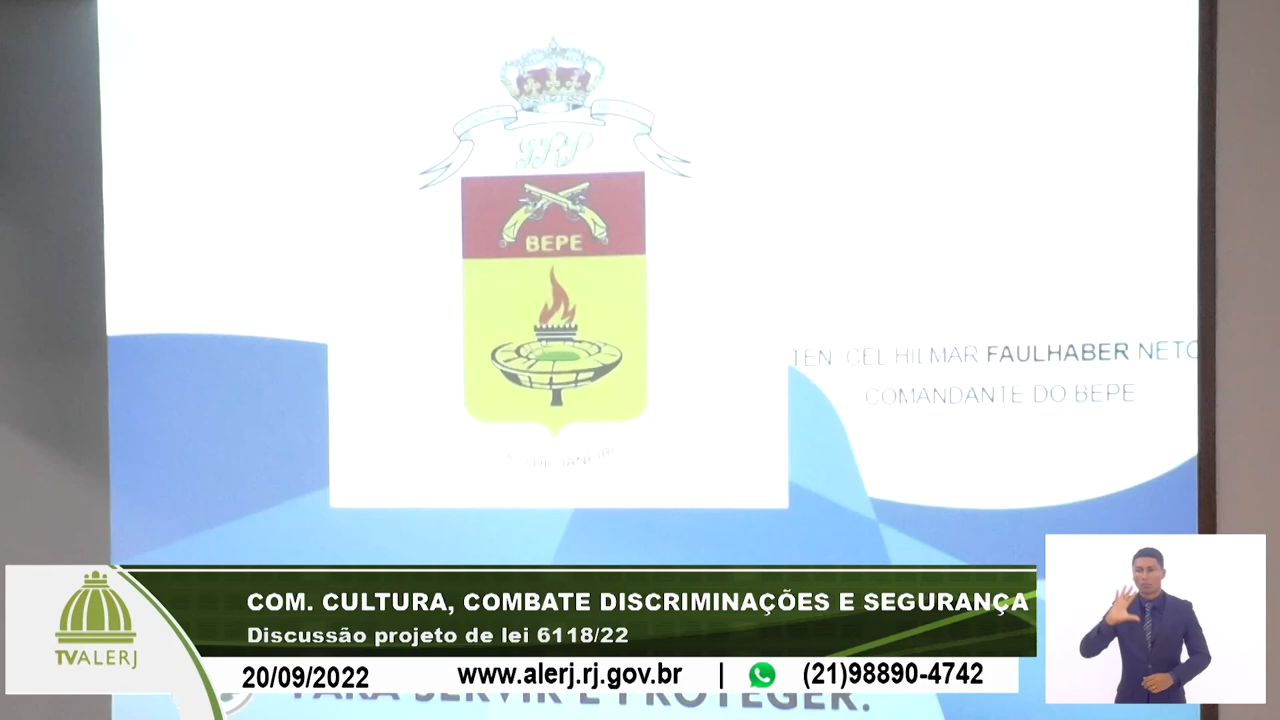 GRP
BEPE
TEN CEL HILMAR FAULHABER NETO
COMANDANTE DO BEPE
COM. CULTURA, COMBATE DISCRIMINAÇÕES E SEGURANÇA
Discussão projeto de lei 6118/22
TVALERJ
20/09/2022
www.alerj.rj.gov.br | (21)98890-4742
PARA SERVIR E PROTEGER.